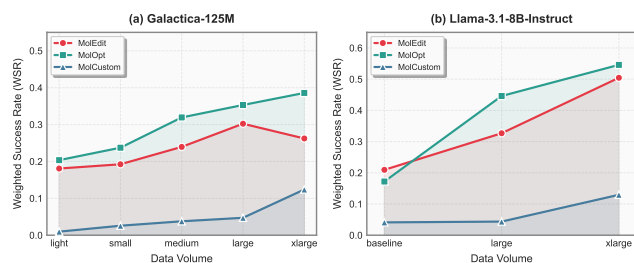 (a) Galactica-125M
Weighted Success Rate (WSR)
0.5
0.4
0.3
0.2
0.1
0.0
MolEdit
MolOpt
MolCustom
light
small
medium
large
xlarge
Data Volume
(b) Llama-3.1-8B-Instruct
Weighted Success Rate (WSR)
0.6
0.5
0.4
0.3
0.2
0.1
0.0
MolEdit
MolOpt
MolCustom
baseline
large
xlarge
Data Volume